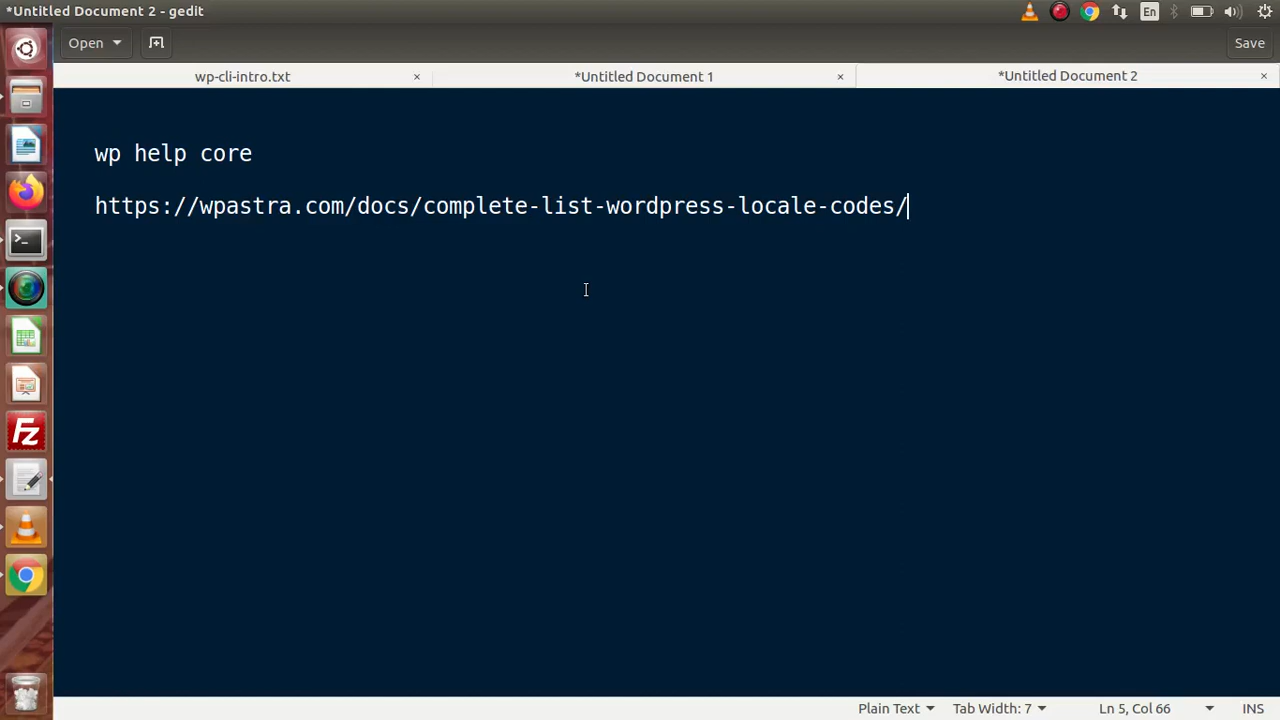 *Untitled Document 2 - gedit
En
Open
Save
wp-cli-intro.txt
*Untitled Document 1
*Untitled Document 2
wp help core
https://wpastra.com/docs/complete-list-wordpress-locale-codes/
Fz
Plain Text
Tab Width: 7
Ln 5, Col 66
INS